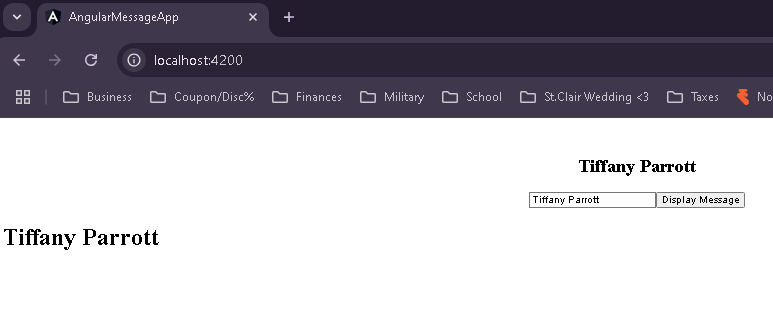 AngularMessageApp
localhost:4200
Business Coupon/Disc% Finances Military School St.Clair Wedding <3 Taxes No
Tiffany Parrott
Tiffany Parrott Display Message
Tiffany Parrott